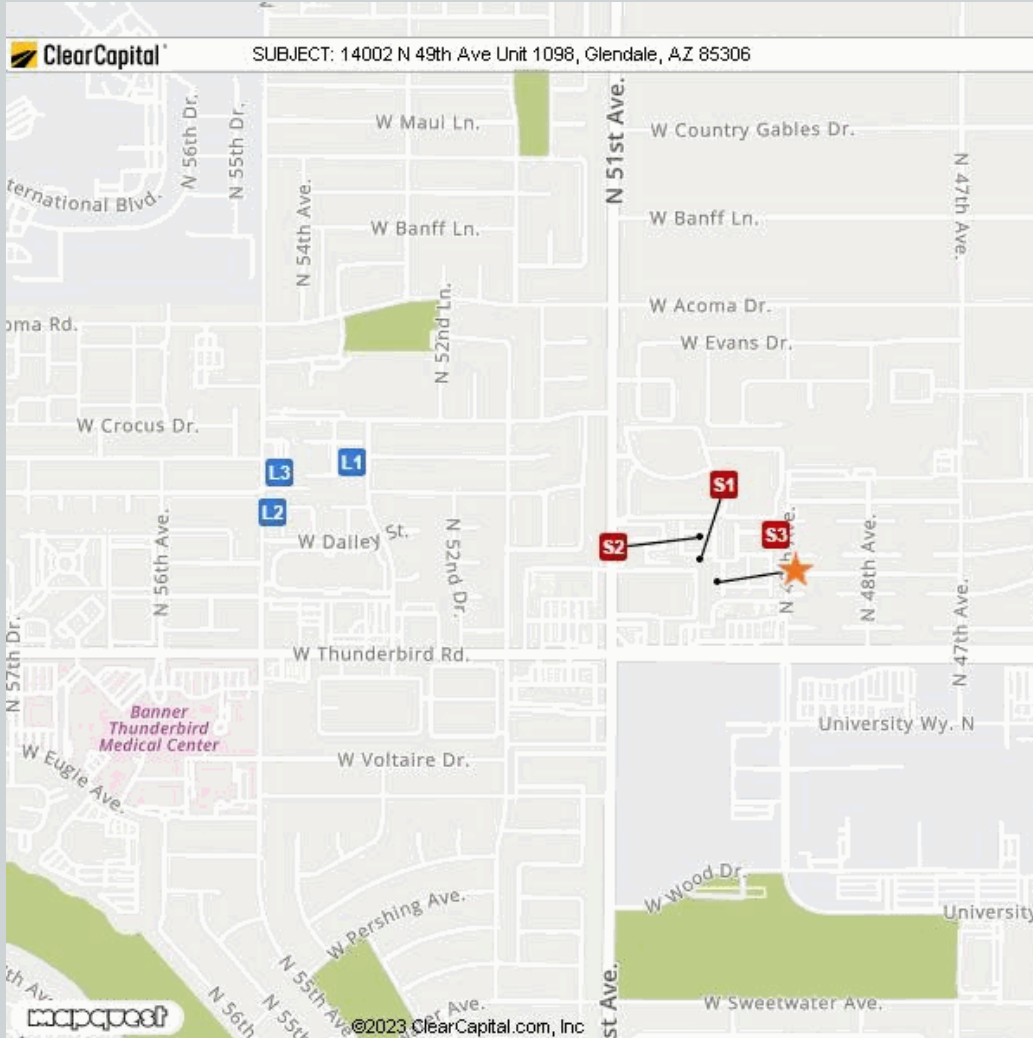 ClearCapital
SUBJECT: 14002 N 49th Ave Unit 1098, Glendale, AZ 85306
N 56th Dr.
N 55th Dr.
W Maui Ln.
N 51st Ave.
W Country Gables Dr.
N 47th Ave.
ternational Blvd.
N 54th Ave.
W Banff Ln.
W Banff Ln.
N 52nd Ln.
W Acoma Dr.
oma Rd.
W Evans Dr.
W Crocus Dr.
L3
L1
S1
L2
S2
S3
W Dailey St.
N 56th Ave.
N 52nd Dr.
N 48th Ave.
N 47th Ave.
N 57th Dr.
W Thunderbird Rd.
Banner
Thunderbird
Medical Center
University Wy. N
W Eugie Ave.
W Voltaire Dr.
W Wood Dr.
University
W Pershing Ave.
N 55th Ave
N 56th
N 55th
st Ave.
W Sweetwater Ave.
mapquest
©2023 ClearCapital.com, Inc